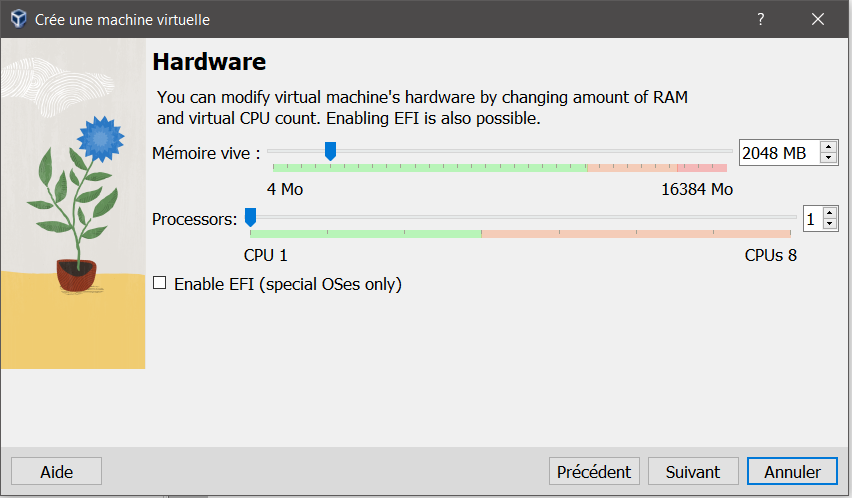 Crée une machine virtuelle
?
Hardware
You can modify virtual machine's hardware by changing amount of RAM
and virtual CPU count. Enabling EFI is also possible.
Mémoire vive : 2048 MB
4 Mo 16384 Mo
Processors: 1
CPU 1 CPUs 8
Enable EFI (special OSes only)
Aide Précédent Suivant Annuler